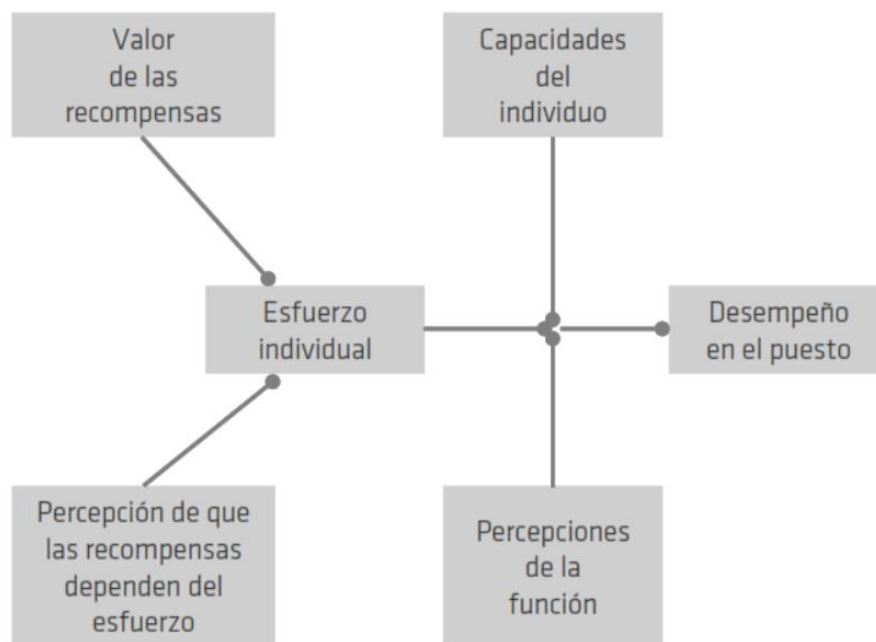 Valor
de las
recompensas
Capacidades
del
individuo
Esfuerzo
individual
Desempeño
en el puesto
Percepción de que
las recompensas
dependen del
esfuerzo
Percepciones
de la
función